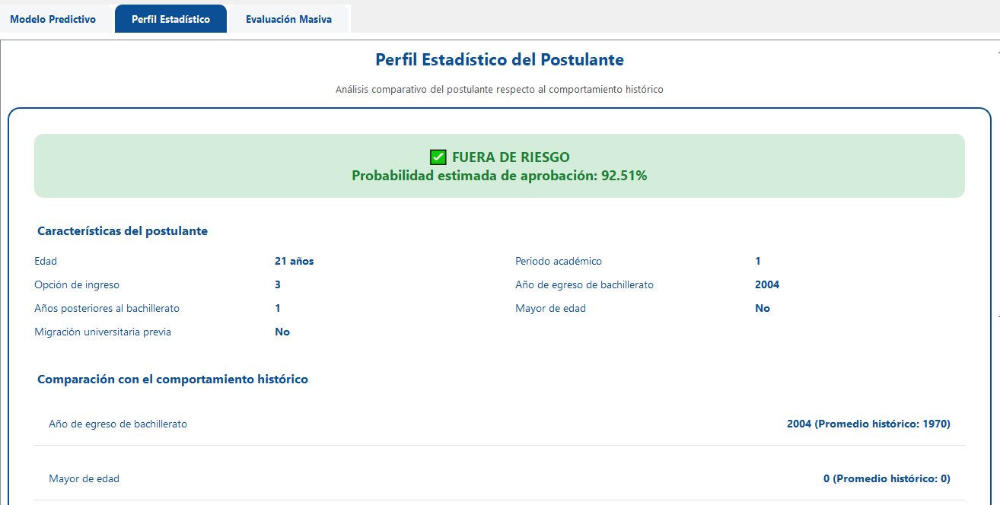 Modelo Predictivo Perfil Estadístico Evaluación Masiva
Perfil Estadístico del Postulante
Análisis comparativo del postulante respecto al comportamiento histórico
✅ FUERA DE RIESGO
Probabilidad estimada de aprobación: 92.51%
Características del postulante
Edad 21 años Periodo académico 1
Opción de ingreso 3 Año de egreso de bachillerato 2004
Años posteriores al bachillerato 1 Mayor de edad No
Migración universitaria previa No
Comparación con el comportamiento histórico
Año de egreso de bachillerato 2004 (Promedio histórico: 1970)
Mayor de edad 0 (Promedio histórico: 0)